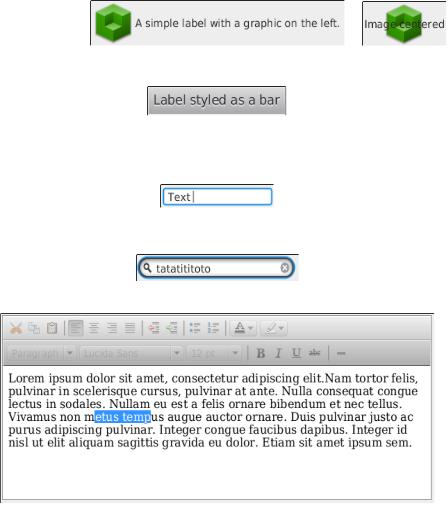 A simple label with a graphic on the left.
Image centered
Label styled as a bar
Text
tatatititoto
A
Paragraph Lucida Sans 12 pt B I U abc
Lorem ipsum dolor sit amet, consectetur adipiscing elit.Nam tortor felis,
pulvinar in scelerisque cursus, pulvinar at ante. Nulla consequat congue
lectus in sodales. Nullam eu est a felis ornare bibendum et nec tellus.
Vivamus non metus tempus augue auctor ornare. Duis pulvinar justo ac
purus adipiscing pulvinar. Integer congue faucibus dapibus. Integer id
nisl ut elit aliquam sagittis gravida eu dolor. Etiam sit amet ipsum sem.